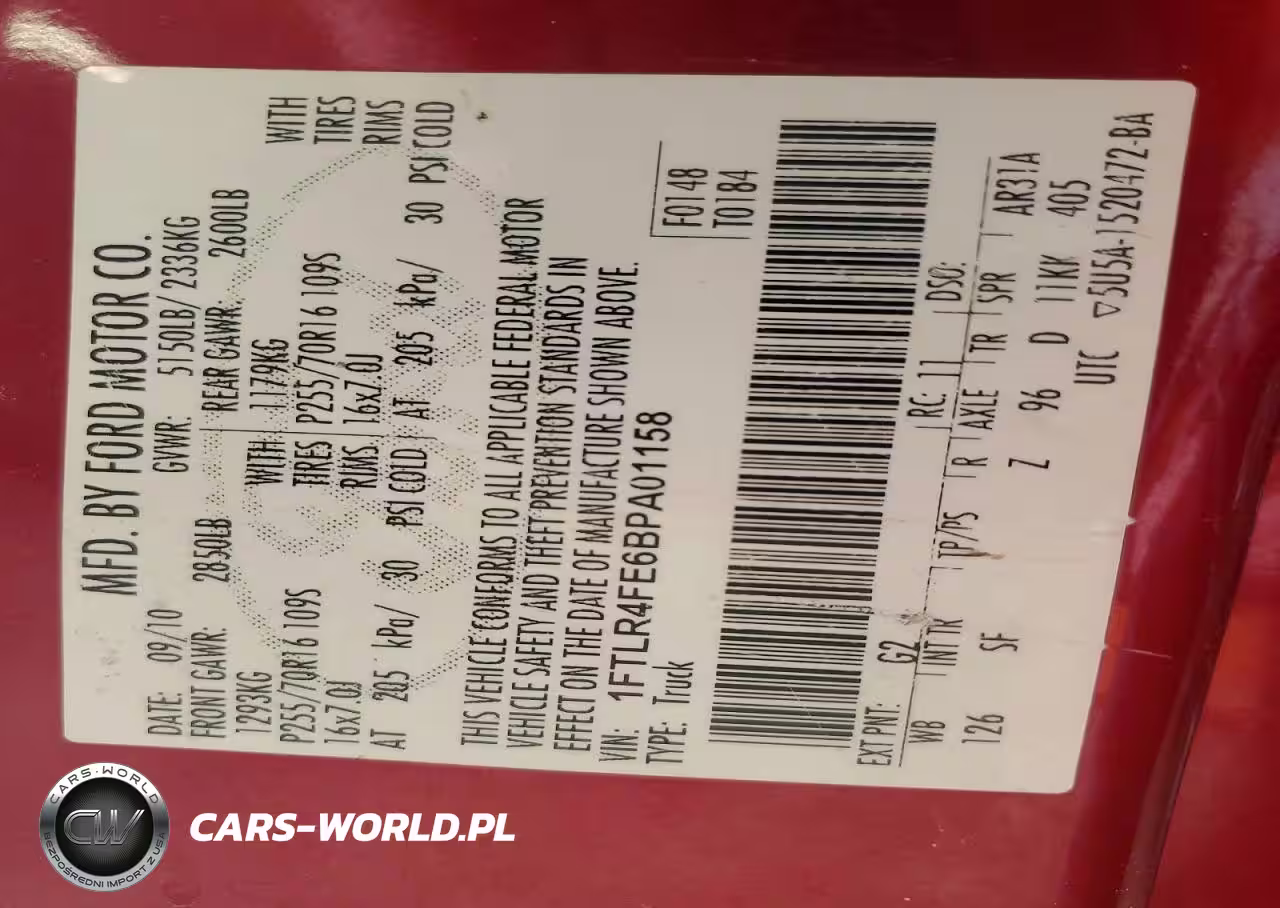 MFD. BY FORD MOTOR CO.
DATE: 09/10 GVWR: 5150LB/ 2336KG
FRONT GAWR: 2850LB REAR GAWR: 2600LB
1293KG WITH 1179KG WITH
P255/70R16 109S TIRES P255/70R16 109S TIRES
16x7.0J RIMS 16x7.0J RIMS
AT 205 kPa/ 30 PSI COLD AT 205 kPa/ 30 PSI COLD
THIS VEHICLE CONFORMS TO ALL APPLICABLE FEDERAL MOTOR
VEHICLE SAFETY AND THEFT PREVENTION STANDARDS IN
EFFECT ON THE DATE OF MANUFACTURE SHOWN ABOVE.
VIN: 1FTLR4FE6BPA01158
TYPE: Truck
F0148
T0184
EXT PNT: G2 RC: 11 DSO:
WB INT TR TP/PS R AXLE TR SPR AR31A
126 SF Z 96 D 11KK 405
UTC ▽5U5A-1520472-BA
CARS-WORLD
CW
BEZPOŚREDNI IMPORT Z USA
CARS-WORLD.PL